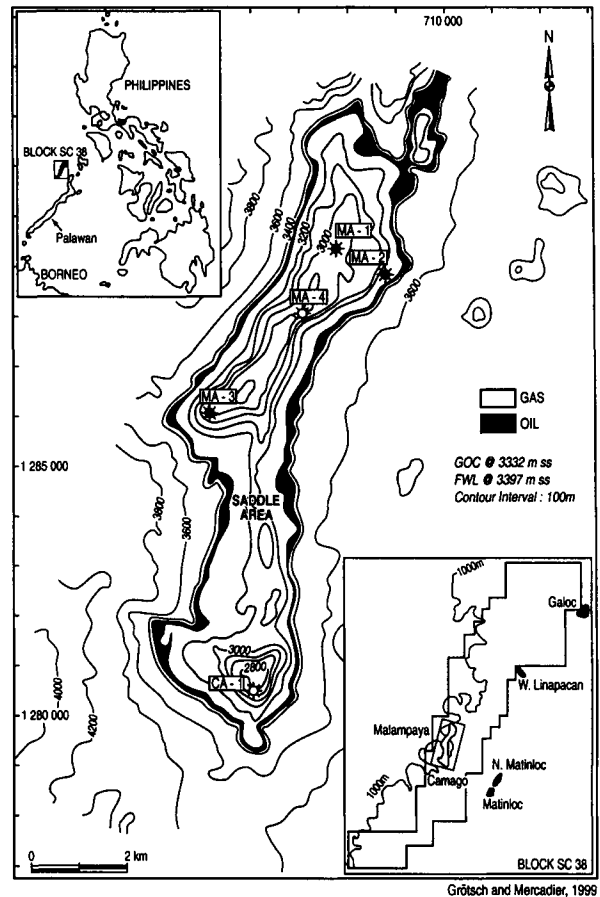 710 000
N
PHILIPPINES
BLOCK SC 38
Palawan
BORNEO
3800
3600
3400
3200
3000
MA - 1
MA - 2
MA - 4
3600
MA - 3
GAS
OIL
GOC @ 3332 m ss
FWL @ 3397 m ss
Contour Interval : 100m
1 285 000
SADDLE
AREA
3800
3600
1000m
Galoc
W. Linapacan
3000
2800
CA - 1
4000
4200
1 280 000
Malampaya
Camago
N. Matinloc
Matinloc
1000m
0
2 km
BLOCK SC 38
Grötsch and Mercadier, 1999